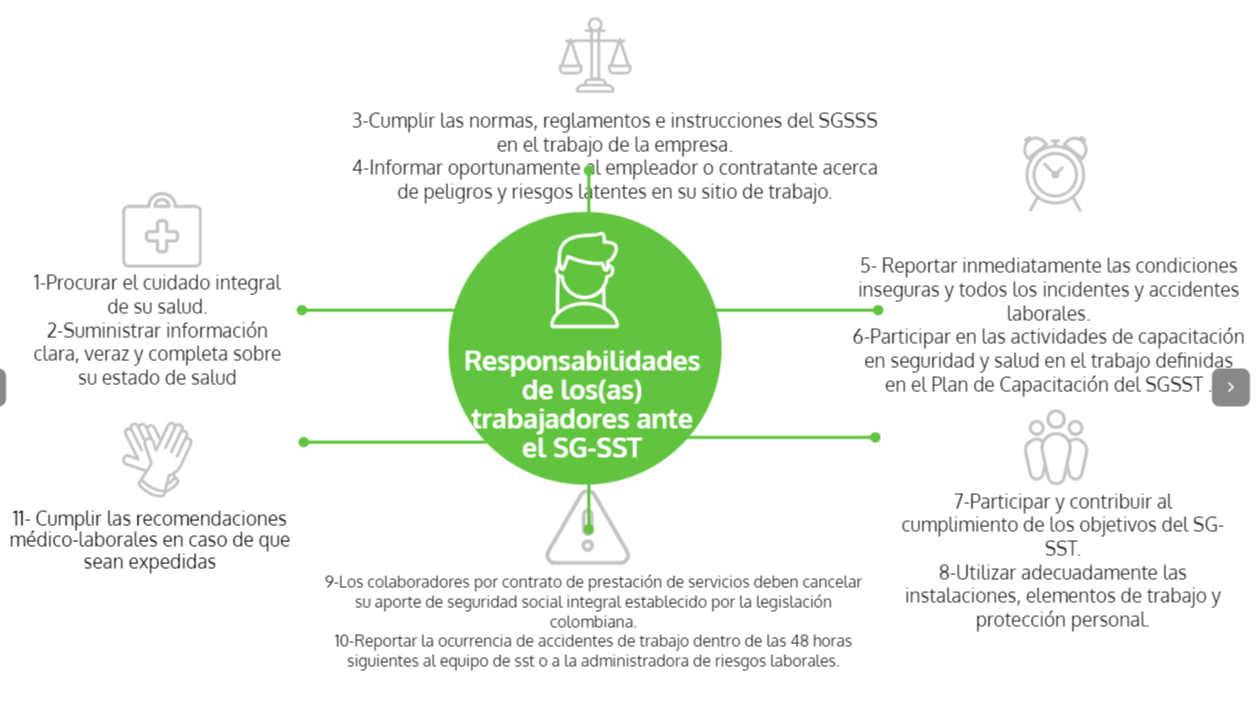 3-Cumplir las normas, reglamentos e instrucciones del SGSSS
en el trabajo de la empresa.
4-Informar oportunamente al empleador o contratante acerca
de peligros y riesgos latentes en su sitio de trabajo.
1-Procurar el cuidado integral
de su salud.
2-Suministrar información
clara, veraz y completa sobre
su estado de salud
5- Reportar inmediatamente las condiciones
inseguras y todos los incidentes y accidentes
laborales.
6-Participar en las actividades de capacitación
en seguridad y salud en el trabajo definidas
en el Plan de Capacitación del SGSST .
Responsabilidades
de los(as)
trabajadores ante
el SG-SST
11- Cumplir las recomendaciones
médico-laborales en caso de que
sean expedidas
7-Participar y contribuir al
cumplimiento de los objetivos del SG-
SST.
8-Utilizar adecuadamente las
instalaciones, elementos de trabajo y
protección personal.
9-Los colaboradores por contrato de prestación de servicios deben cancelar
su aporte de seguridad social integral establecido por la legislación
colombiana.
10-Reportar la ocurrencia de accidentes de trabajo dentro de las 48 horas
siguientes al equipo de sst o a la administradora de riesgos laborales.